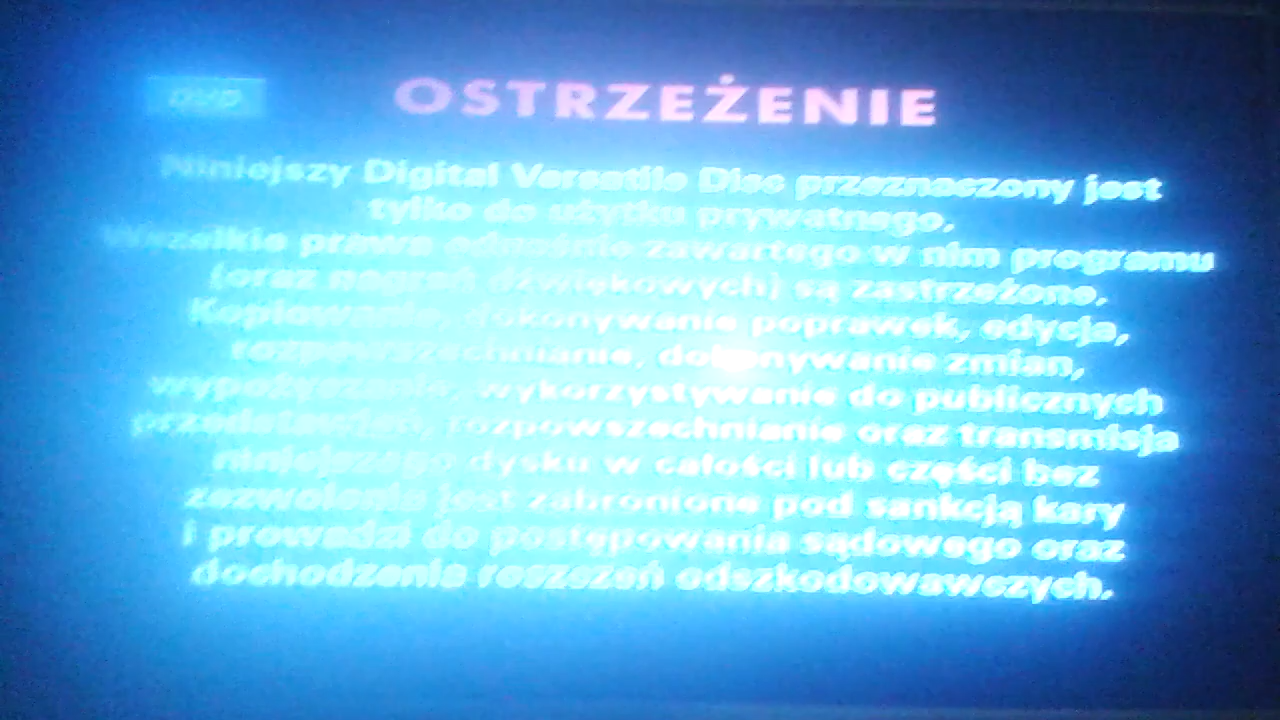 DVD
OSTRZEŻENIE
Niniejszy Digital Versatile Disc przeznaczony jest
tylko do użytku prywatnego.
Wszelkie prawa odnośnie zawartego w nim programu
(oraz nagrań dźwiękowych) są zastrzeżone.
Kopiowanie, dokonywanie poprawek, edycja,
rozpowszechnianie, dokonywanie zmian,
wypożyczanie, wykorzystywanie do publicznych
przedstawień, rozpowszechnianie oraz transmisja
niniejszego dysku w całości lub części bez
zezwolenia jest zabronione pod sankcją kary
i prowadzi do postępowania sądowego oraz
dochodzenia roszczeń odszkodowawczych.